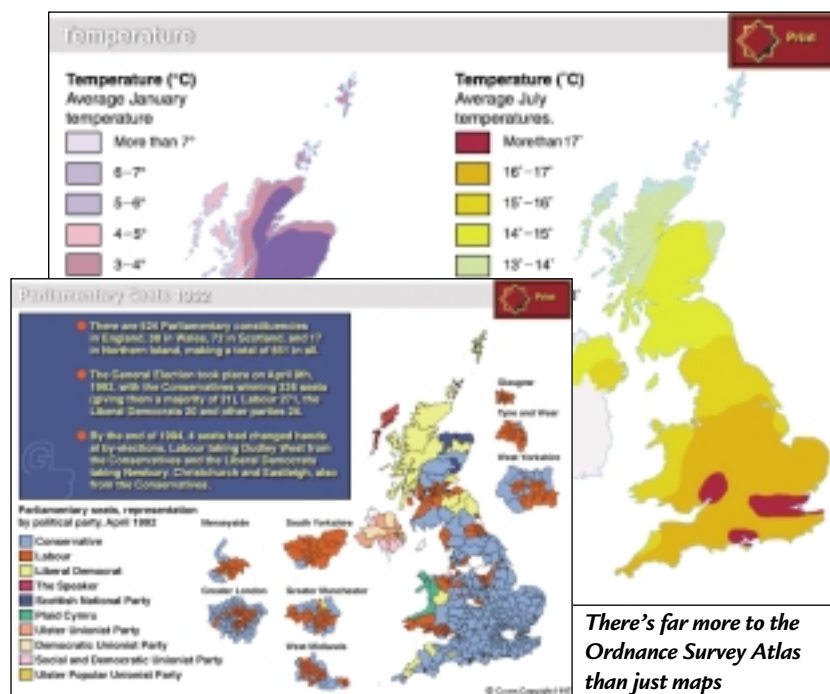 Temperature
Print
Temperature (°C)
Average January
temperature
More than 7°
6–7°
5–6°
4–5°
3–4°
Temperature (°C)
Average July
temperatures.
More than 17°
16°–17°
15°–16°
14°–15°
13°–14°
Parliamentary Seats 1992
Print
There are 524 Parliamentary constituencies
in England, 38 in Wales, 72 in Scotland, and 17
in Northern Island, making a total of 651 in all.
The General Election took place on April 9th,
1992, with the Conservatives winning 336 seats
(giving them a majority of 21), Labour 271, the
Liberal Democrats 20 and other parties 24.
By the end of 1994, 4 seats had changed hands
at by-elections, Labour taking Dudley West from
the Conservatives and the Liberal Democrats
taking Newbury, Christchurch and Eastleigh, also
from the Conservatives.
Parliamentary seats, representation
by political party, April 1992
Conservative
Labour
Liberal Democrat
The Speaker
Scottish National Party
Plaid Cymru
Ulster Unionist Party
Democratic Unionist Party
Social and Democratic Unionist Party
Ulster Popular Unionist Party
Merseyside
South Yorkshire
Greater London
Greater Manchester
West Midlands
Glasgow
Tyne and Wear
West Yorkshire
© Crown Copyright
There's far more to the
Ordnance Survey Atlas
than just maps